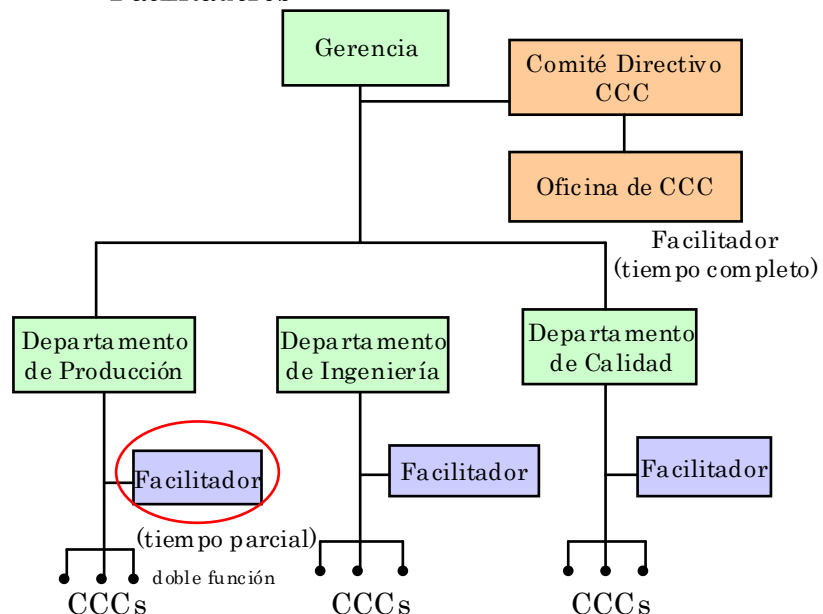 Gerencia
Comité Directivo
CCC
Oficina de CCC
Facilitador
(tiempo completo)
Departamento
de Producción
Departamento
de Ingeniería
Departamento
de Calidad
Facilitador
Facilitador
Facilitador
(tiempo parcial)
doble función
CCCs
CCCs
CCCs